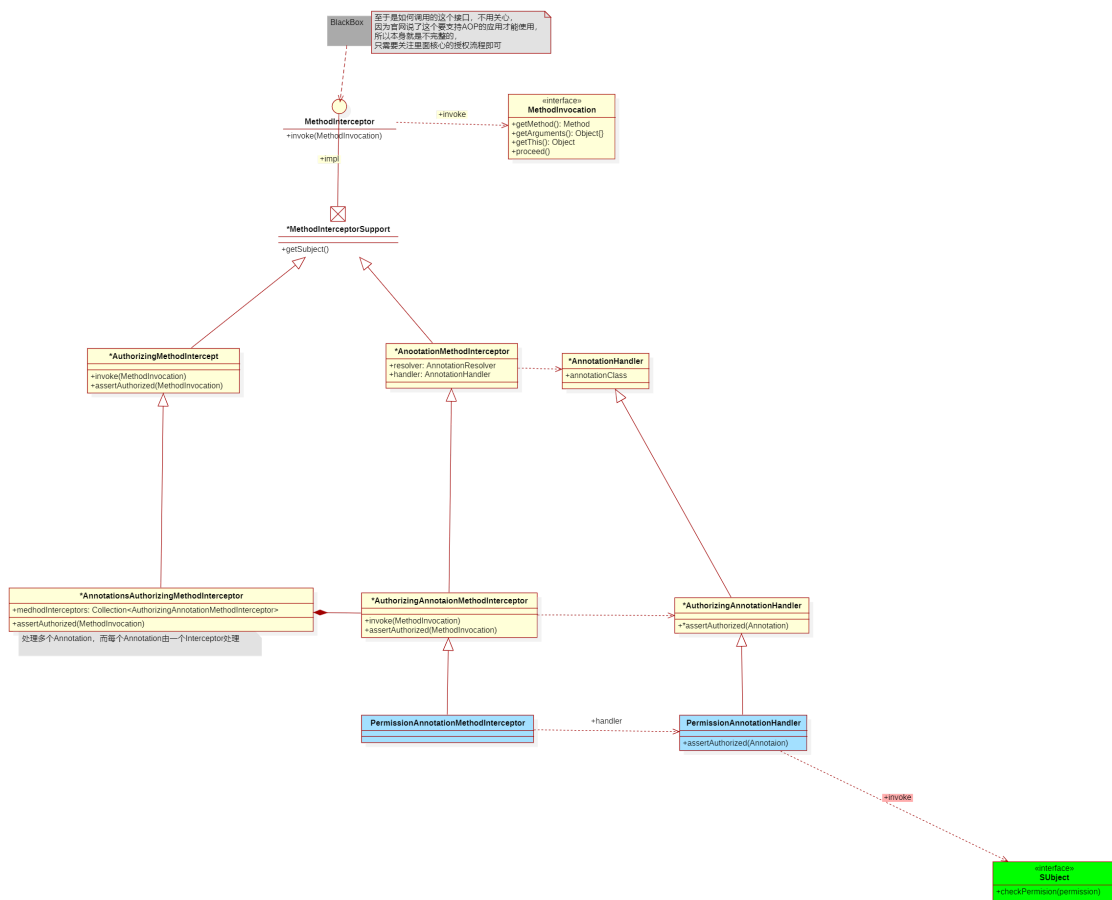 BlackBox
至于是如何调用的这个接口，不用关心，
因为官网说了这个要支持AOP的应用才能使用，
所以本身就是不完整的，
只需要关注里面核心的授权流程即可
MethodInterceptor
+invoke(MethodInvocation)
+invoke
«interface»
MethodInvocation
+getMethod(): Method
+getArguments(): Object{}
+getThis(): Object
+proceed()
+impl
*MethodInterceptorSupport
+getSubject()
*AuthorizingMethodIntercept
+invoke(MethodInvocation)
+assertAuthorized(MethodInvocation)
*AnootationMethodInterceptor
+resolver: AnnotationResolver
+handler: AnnotationHandler
*AnnotationHandler
+annotationClass
*AnnotationsAuthorizingMethodInterceptor
+medhodInterceptors: Collection<AuthorizingAnnotationMethodInterceptor>
+assertAuthorized(MethodInvocation)
处理多个Annotation，而每个Annotation由一个Interceptor处理
*AuthorizingAnnotaionMethodInterceptor
+invoke(MethodInvocation)
+assertAuthorized(MethodInvocation)
*AuthorizingAnnotationHandler
+*assertAuthorized(Annotation)
PermissionAnnotationMethodInterceptor
+handler
PermissionAnnotationHandler
+assertAuthorized(Annotaion)
+invoke
«interface»
SUbject
+checkPermision(permission)